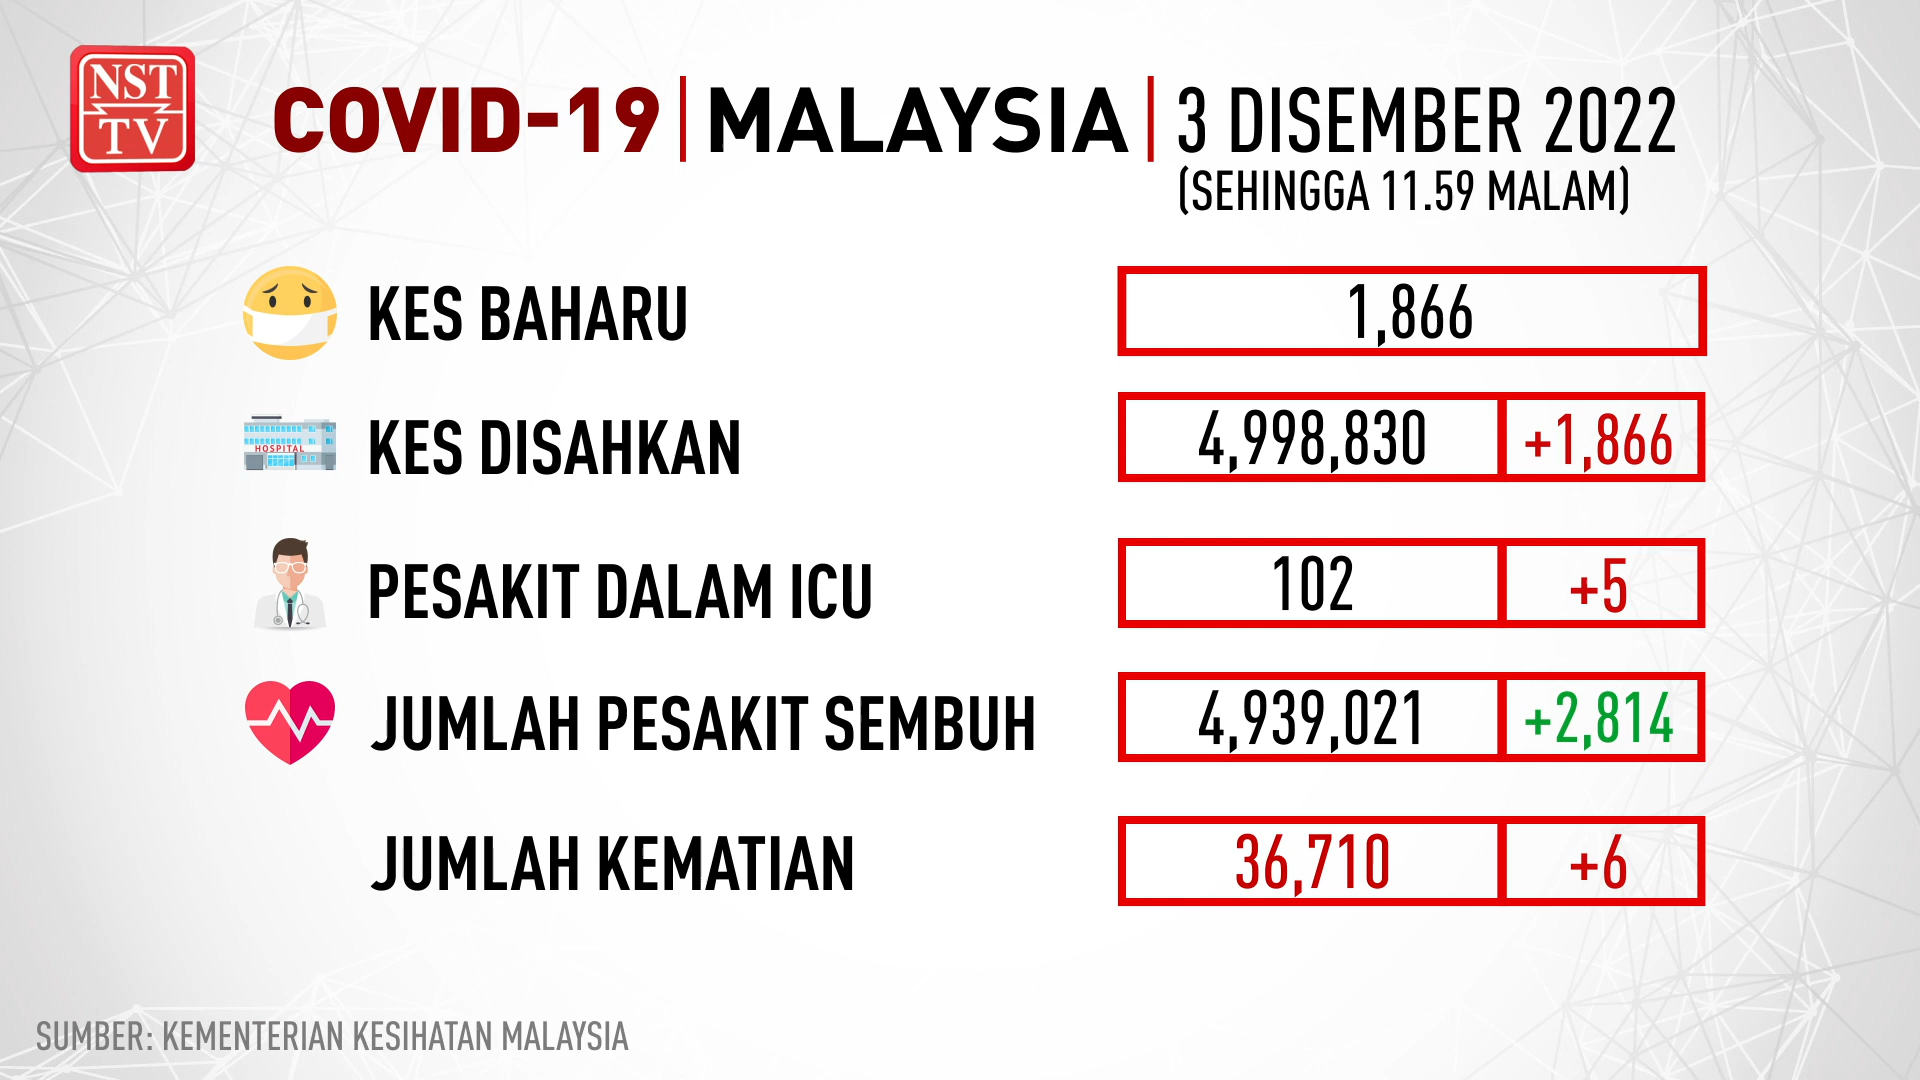 NST
TV
COVID-19 | MALAYSIA | 3 DISEMBER 2022
(SEHINGGA 11.59 MALAM)
KES BAHARU 1,866
HOSPITAL
KES DISAHKAN 4,998,830 +1,866
PESAKIT DALAM ICU 102 +5
JUMLAH PESAKIT SEMBUH 4,939,021 +2,814
JUMLAH KEMATIAN 36,710 +6
SUMBER: KEMENTERIAN KESIHATAN MALAYSIA